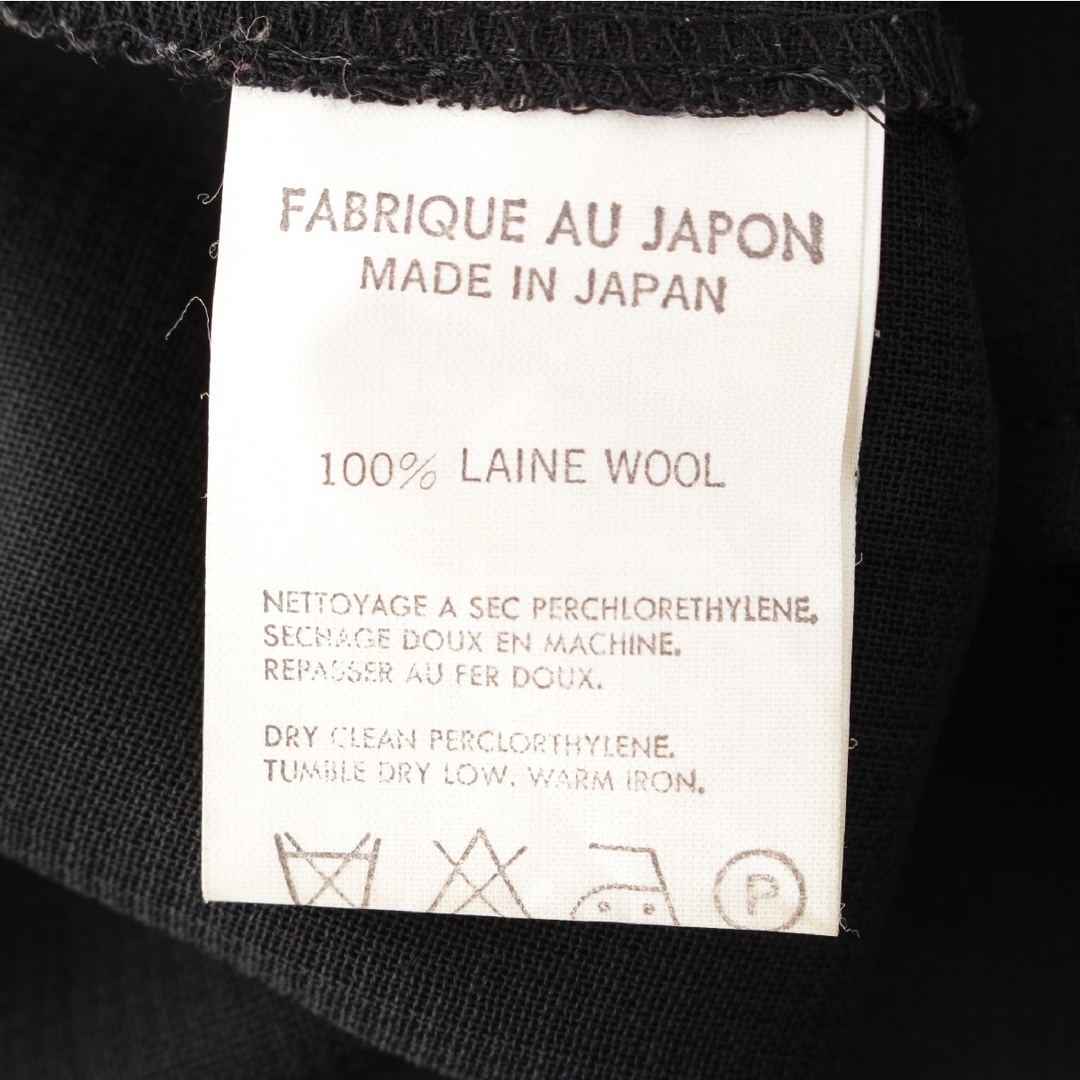 FABRIQUE AU JAPON
MADE IN JAPAN
100% LAINE WOOL
NETTOYAGE A SEC PERCHLORETHYLENE.
SECHAGE DOUX EN MACHINE.
REPASSER AU FER DOUX.
DRY CLEAN PERCLORTHYLENE.
TUMBLE DRY LOW. WARM IRON.
P